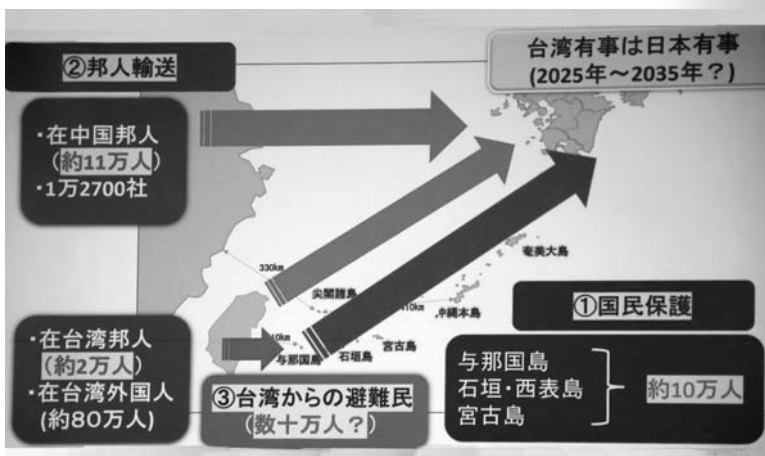 台湾有事は日本有事
(2025年～2035年？)
②邦人輸送
・在中国邦人
（約11万人）
・1万2700社
330km
尖閣諸島
奄美大島
410km
沖縄本島
与那国島
石垣島
宮古島
・在台湾邦人
（約2万人）
・在台湾外国人
(約80万人)
③台湾からの避難民
（数十万人？）
①国民保護
与那国島
石垣・西表島
宮古島
約10万人